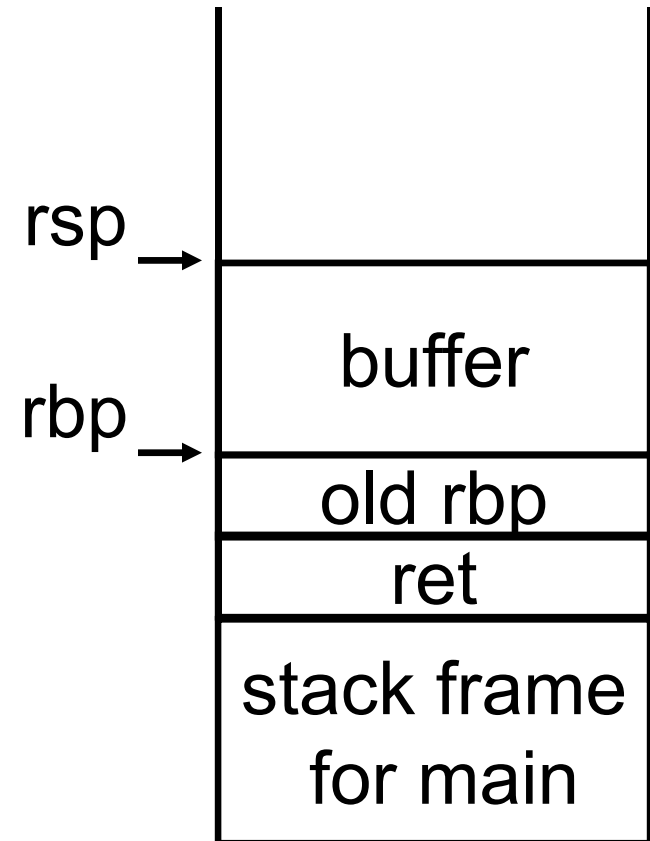 rsp
buffer
rbp
old rbp
ret
stack frame
for main